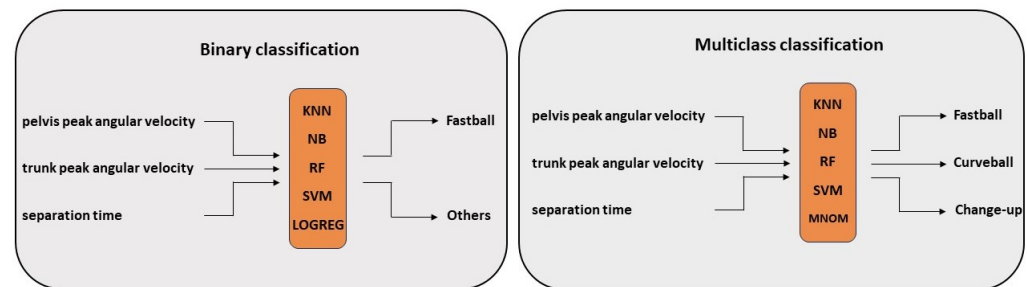 Binary classification
pelvis peak angular velocity
trunk peak angular velocity
separation time
KNN
NB
RF
SVM
LOGREG
Fastball
Others
Multiclass classification
pelvis peak angular velocity
trunk peak angular velocity
separation time
KNN
NB
RF
SVM
MNOM
Fastball
Curveball
Change-up